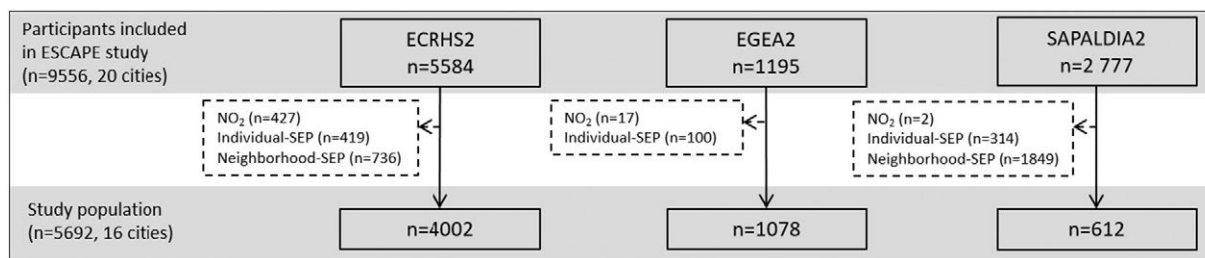 Participants included
in ESCAPE study
(n=9556, 20 cities)
ECRHS2
n=5584
EGEA2
n=1195
SAPALDIA2
n=2 777
NO₂ (n=427)
Individual-SEP (n=419)
Neighborhood-SEP (n=736)
NO₂ (n=17)
Individual-SEP (n=100)
NO₂ (n=2)
Individual-SEP (n=314)
Neighborhood-SEP (n=1849)
Study population
(n=5692, 16 cities)
n=4002
n=1078
n=612